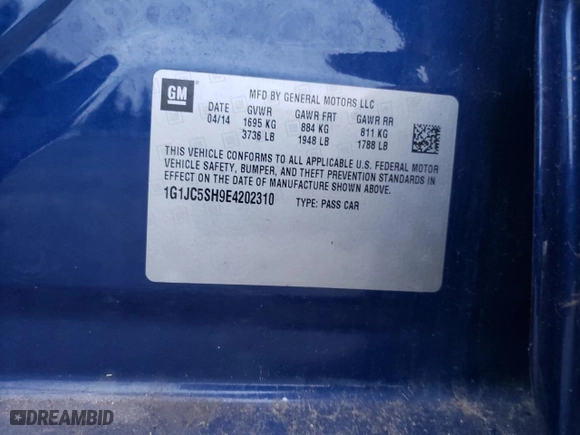 GM
MFD BY GENERAL MOTORS LLC
DATE GVWR GAWR FRT GAWR RR
04/14 1695 KG 884 KG 811 KG
3736 LB 1948 LB 1788 LB
THIS VEHICLE CONFORMS TO ALL APPLICABLE U.S. FEDERAL MOTOR
VEHICLE SAFETY, BUMPER, AND THEFT PREVENTION STANDARDS IN
EFFECT ON THE DATE OF MANUFACTURE SHOWN ABOVE.
1G1JC5SH9E4202310 TYPE: PASS CAR
DREAMBID